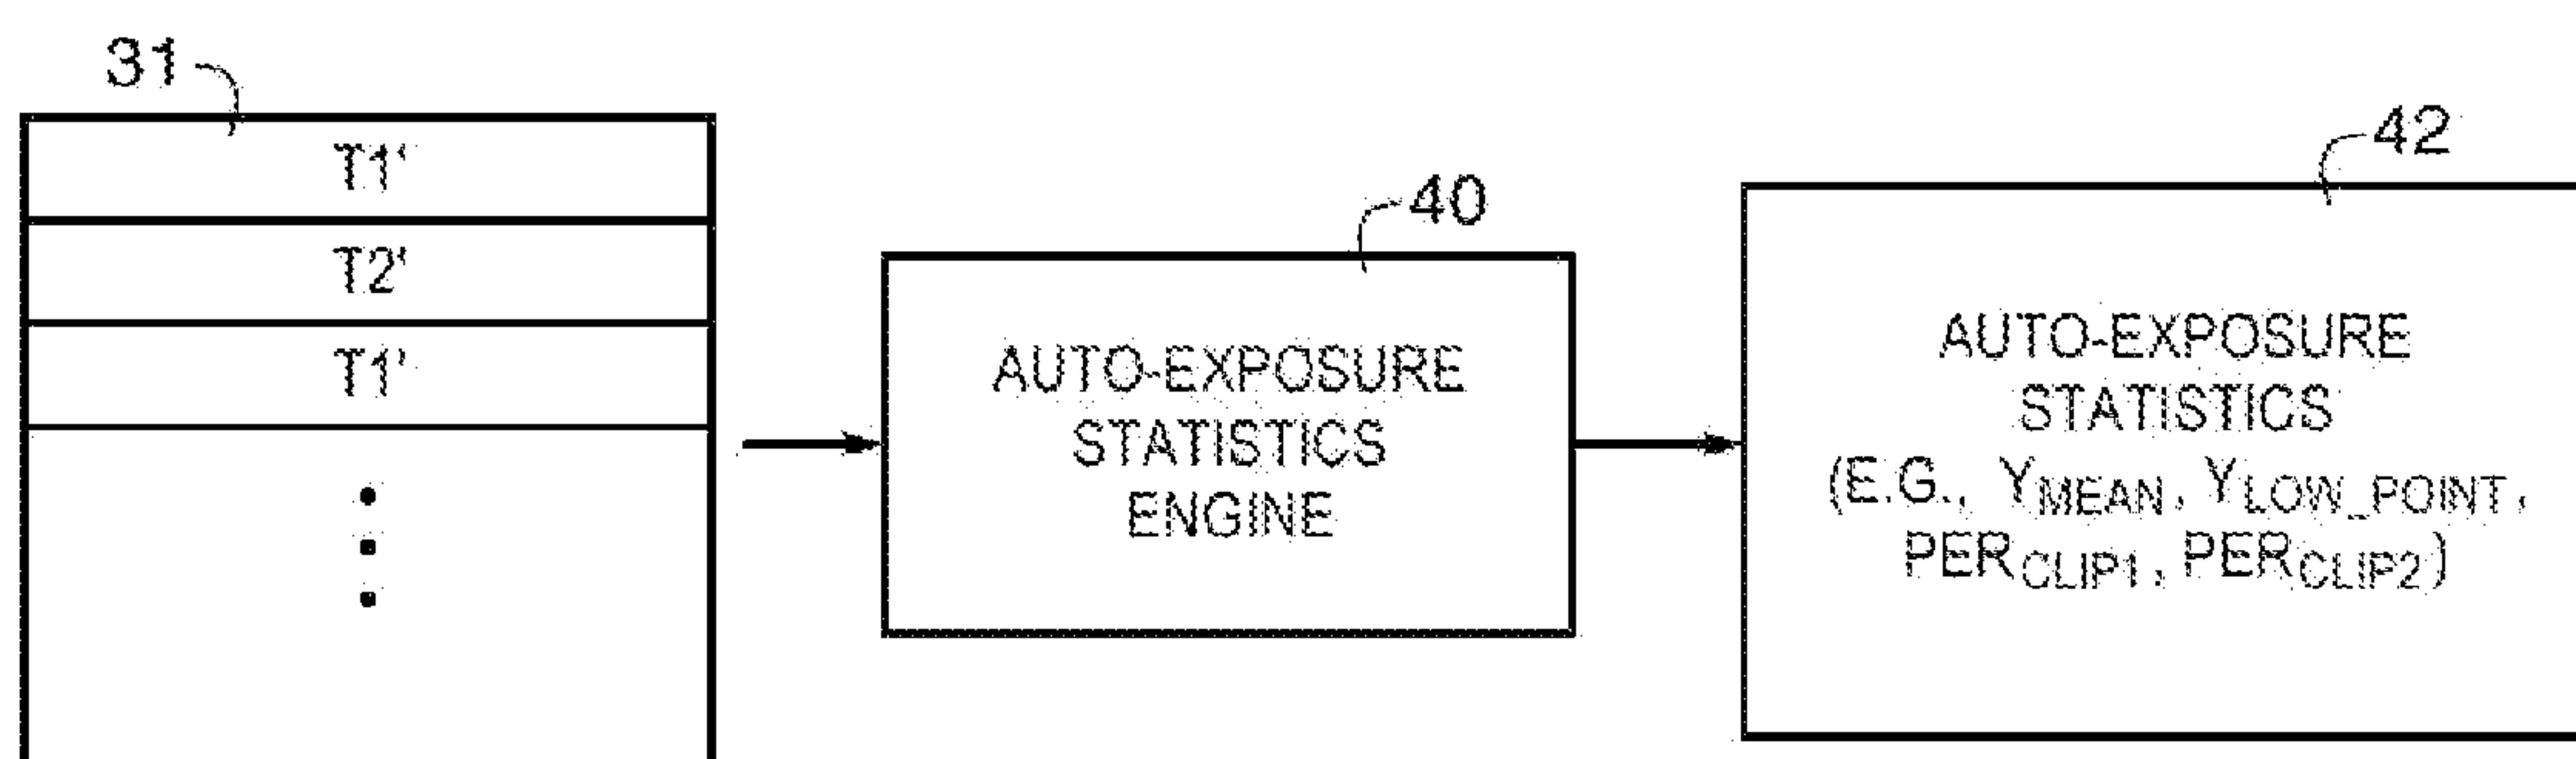 31
T1'
T2'
T1'
40
AUTO-EXPOSURE
STATISTICS
ENGINE
42
AUTO-EXPOSURE
STATISTICS
(E.G., YMEAN, YLOW_POINT,
PERCLIP1, PERCLIP2)